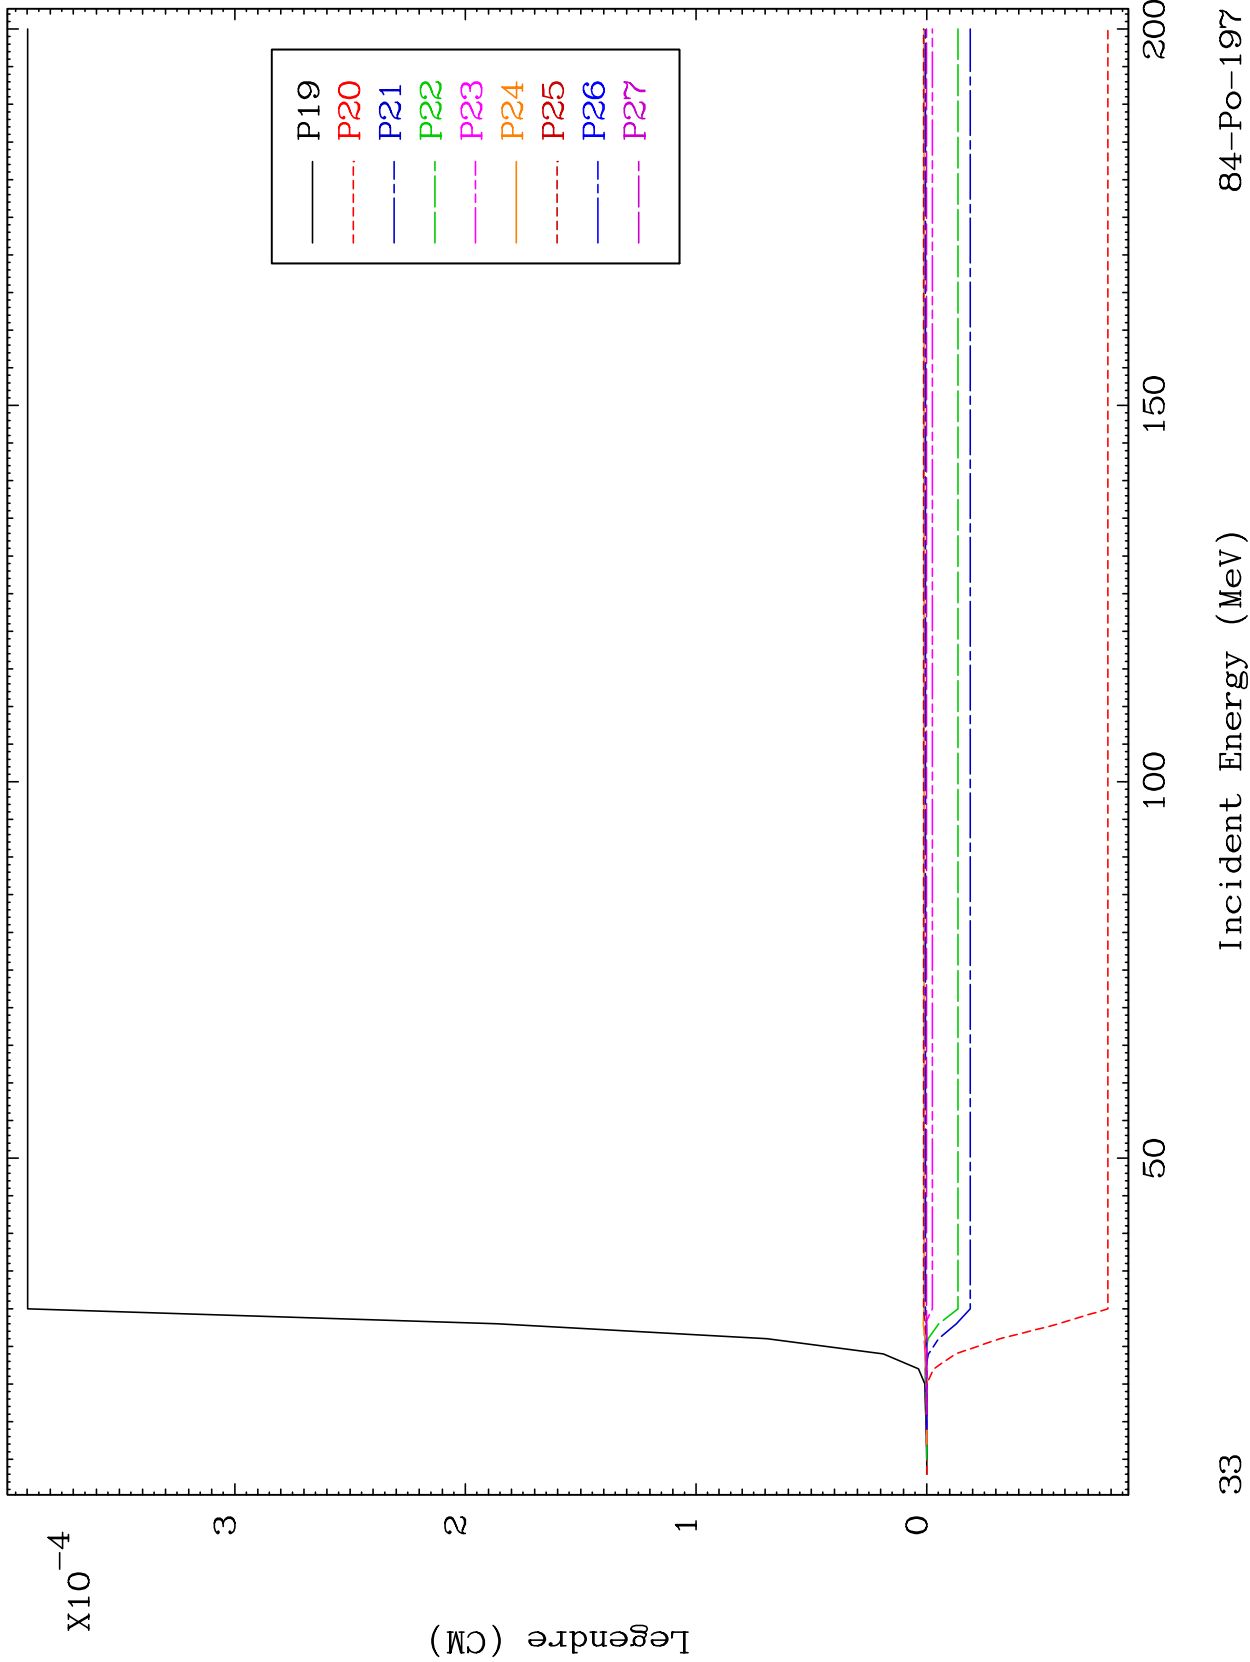 X10-4
3
2
1
0
Legendre (CM)
P19
P20
P21
P22
P23
P24
P25
P26
P27
50
100
150
200
Incident Energy (MeV)
33
84-Po-197